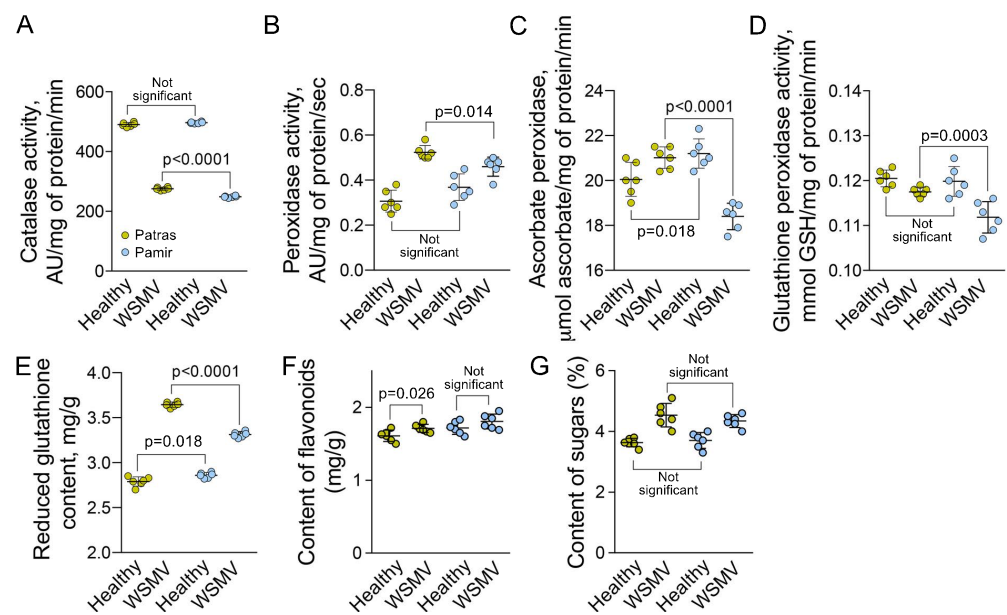 A
Catalase activity,
AU/mg of protein/min
600
400
200
0
Not
significant
p<0.0001
Patras
Pamir
Healthy
WSMV
Healthy
WSMV
B
Peroxidase activity,
AU/mg of protein/sec
0.8
0.6
0.4
0.2
0.0
p=0.014
Not
significant
Healthy
WSMV
Healthy
WSMV
C
Ascorbate peroxidase,
μmol ascorbate/mg of protein/min
24
22
20
18
16
p<0.0001
p=0.018
Healthy
WSMV
Healthy
WSMV
D
Glutathione peroxidase activity,
mmol GSH/mg of protein/min
0.14
0.13
0.12
0.11
0.10
p=0.0003
Not
significant
Healthy
WSMV
Healthy
WSMV
E
Reduced glutathione
content, mg/g
4.0
3.5
3.0
2.5
2.0
p<0.0001
p=0.018
Healthy
WSMV
Healthy
WSMV
F
Content of flavonoids
(mg/g)
2
1
0
p=0.026
Not
significant
Healthy
WSMV
Healthy
WSMV
G
Content of sugars (%)
6
4
2
0
Not
significant
Not
significant
Healthy
WSMV
Healthy
WSMV